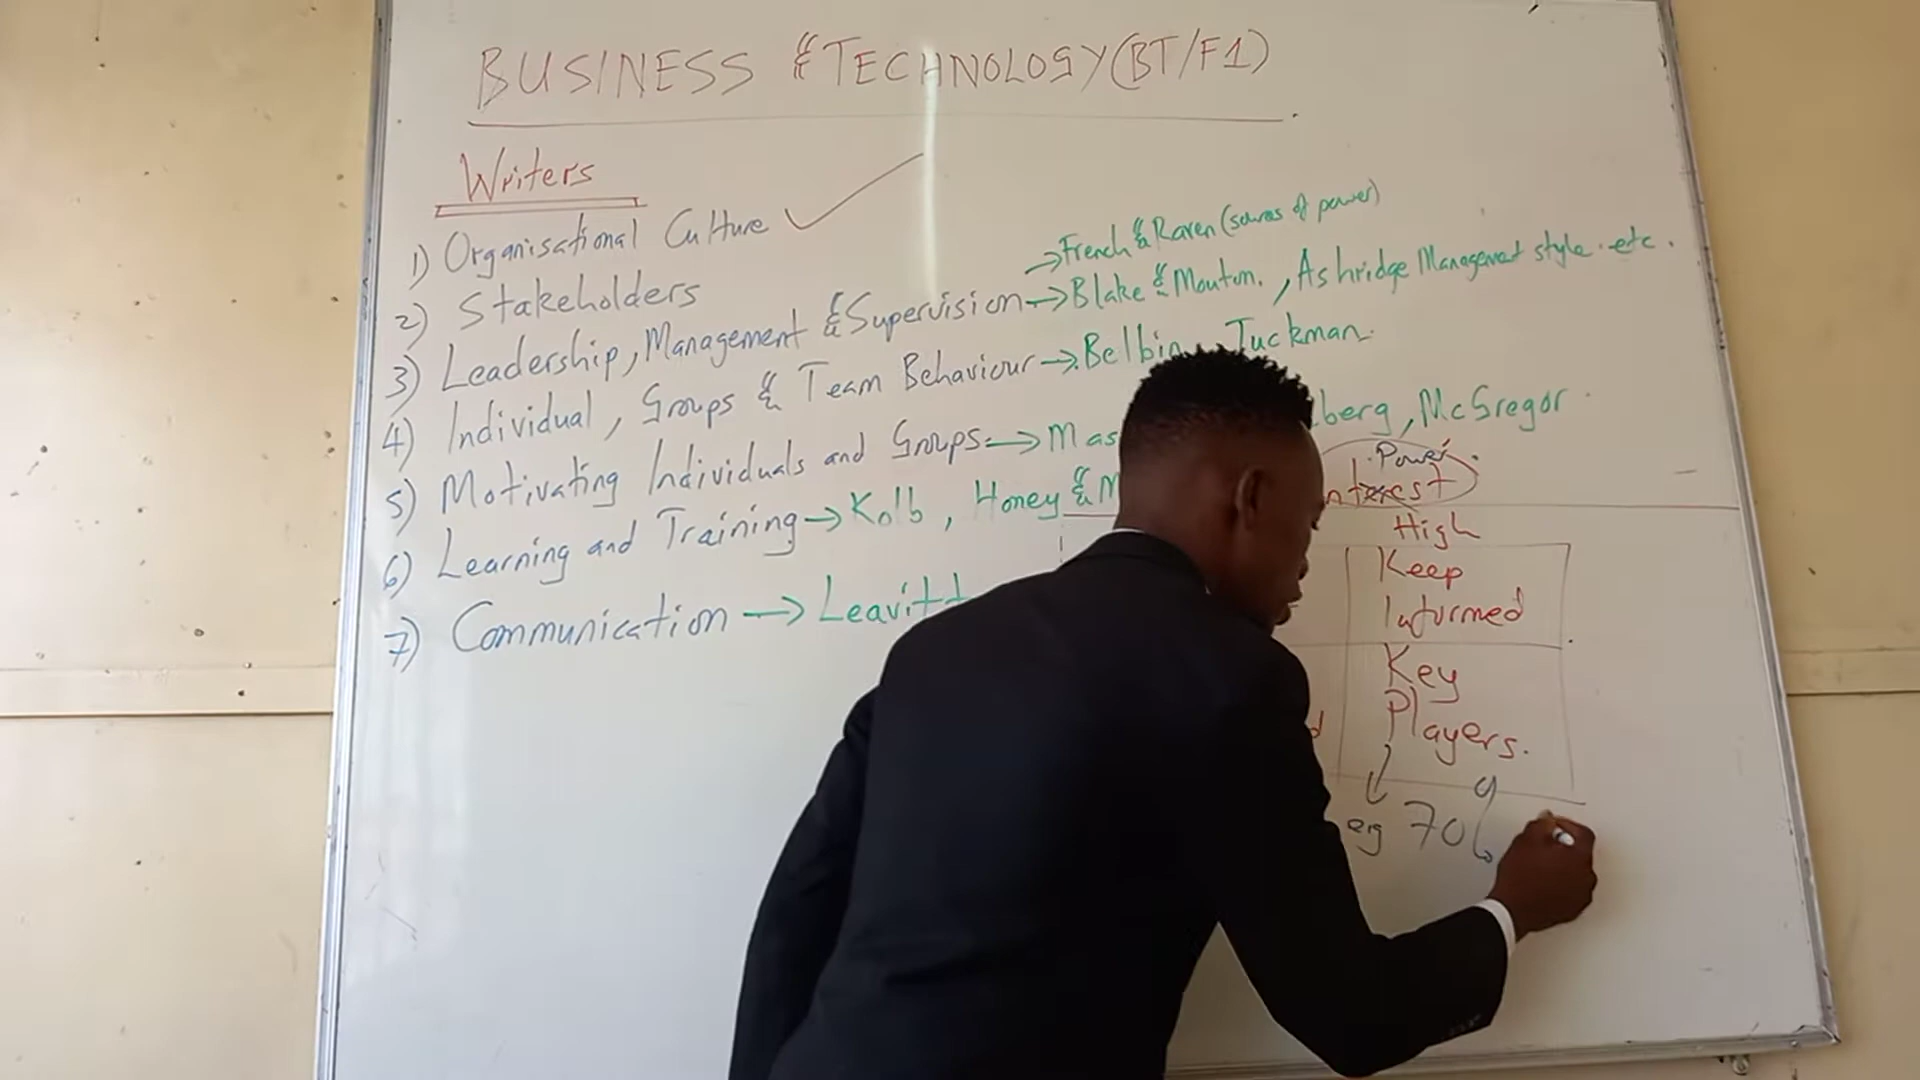 BUSINESS & TECHNOLOGY (BT/F1)
Writers
1) Organisational Culture
2) Stakeholders
3) Leadership, Management & Supervision → French & Raven (sources of power)
→ Blake & Mouton. , Ashridge Management style. etc.
4) Individual, Groups & Team Behaviour → Belbin, Tuckman.
5) Motivating Individuals and Groups → Mas berg, McGregor.
6) Learning and Training → Kolb, Honey & M
7) Communication → Leavitt
Power
Interest
High
Keep
Informed
Key
Players.
eg 70%